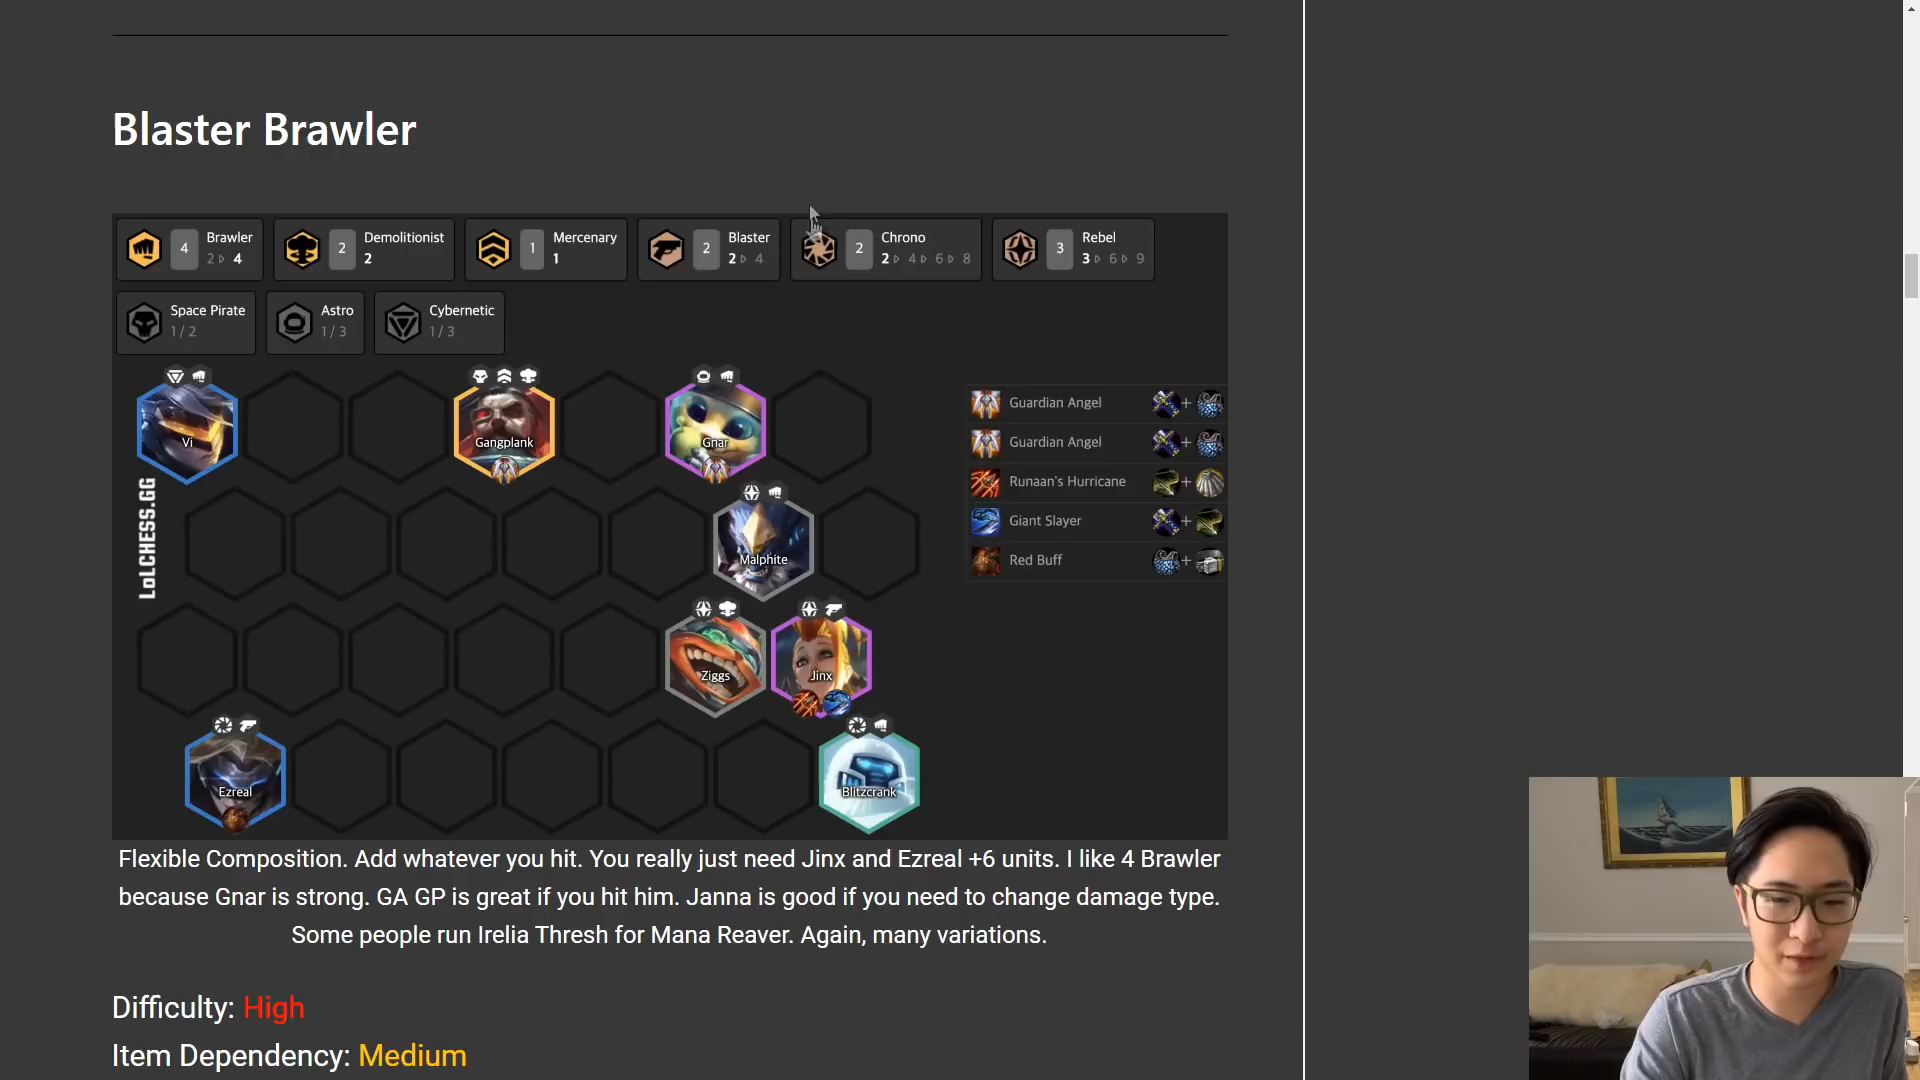 Blaster Brawler
4 Brawler 2 ▹ 4
2 Demolitionist 2
1 Mercenary 1
2 Blaster 2 ▹ 4
2 Chrono 2 ▹ 4 ▹ 6 ▹ 8
3 Rebel 3 ▹ 6 ▹ 9
Space Pirate 1 / 2
Astro 1 / 3
Cybernetic 1 / 3
Vi
Gangplank
Gnar
Malphite
Ziggs
Jinx
Ezreal
Blitzcrank
LoLCHESS.GG
Guardian Angel +
Guardian Angel +
Runaan's Hurricane +
Giant Slayer +
Red Buff +
Flexible Composition. Add whatever you hit. You really just need Jinx and Ezreal +6 units. I like 4 Brawler
because Gnar is strong. GA GP is great if you hit him. Janna is good if you need to change damage type.
Some people run Irelia Thresh for Mana Reaver. Again, many variations.
Difficulty: High
Item Dependency: Medium